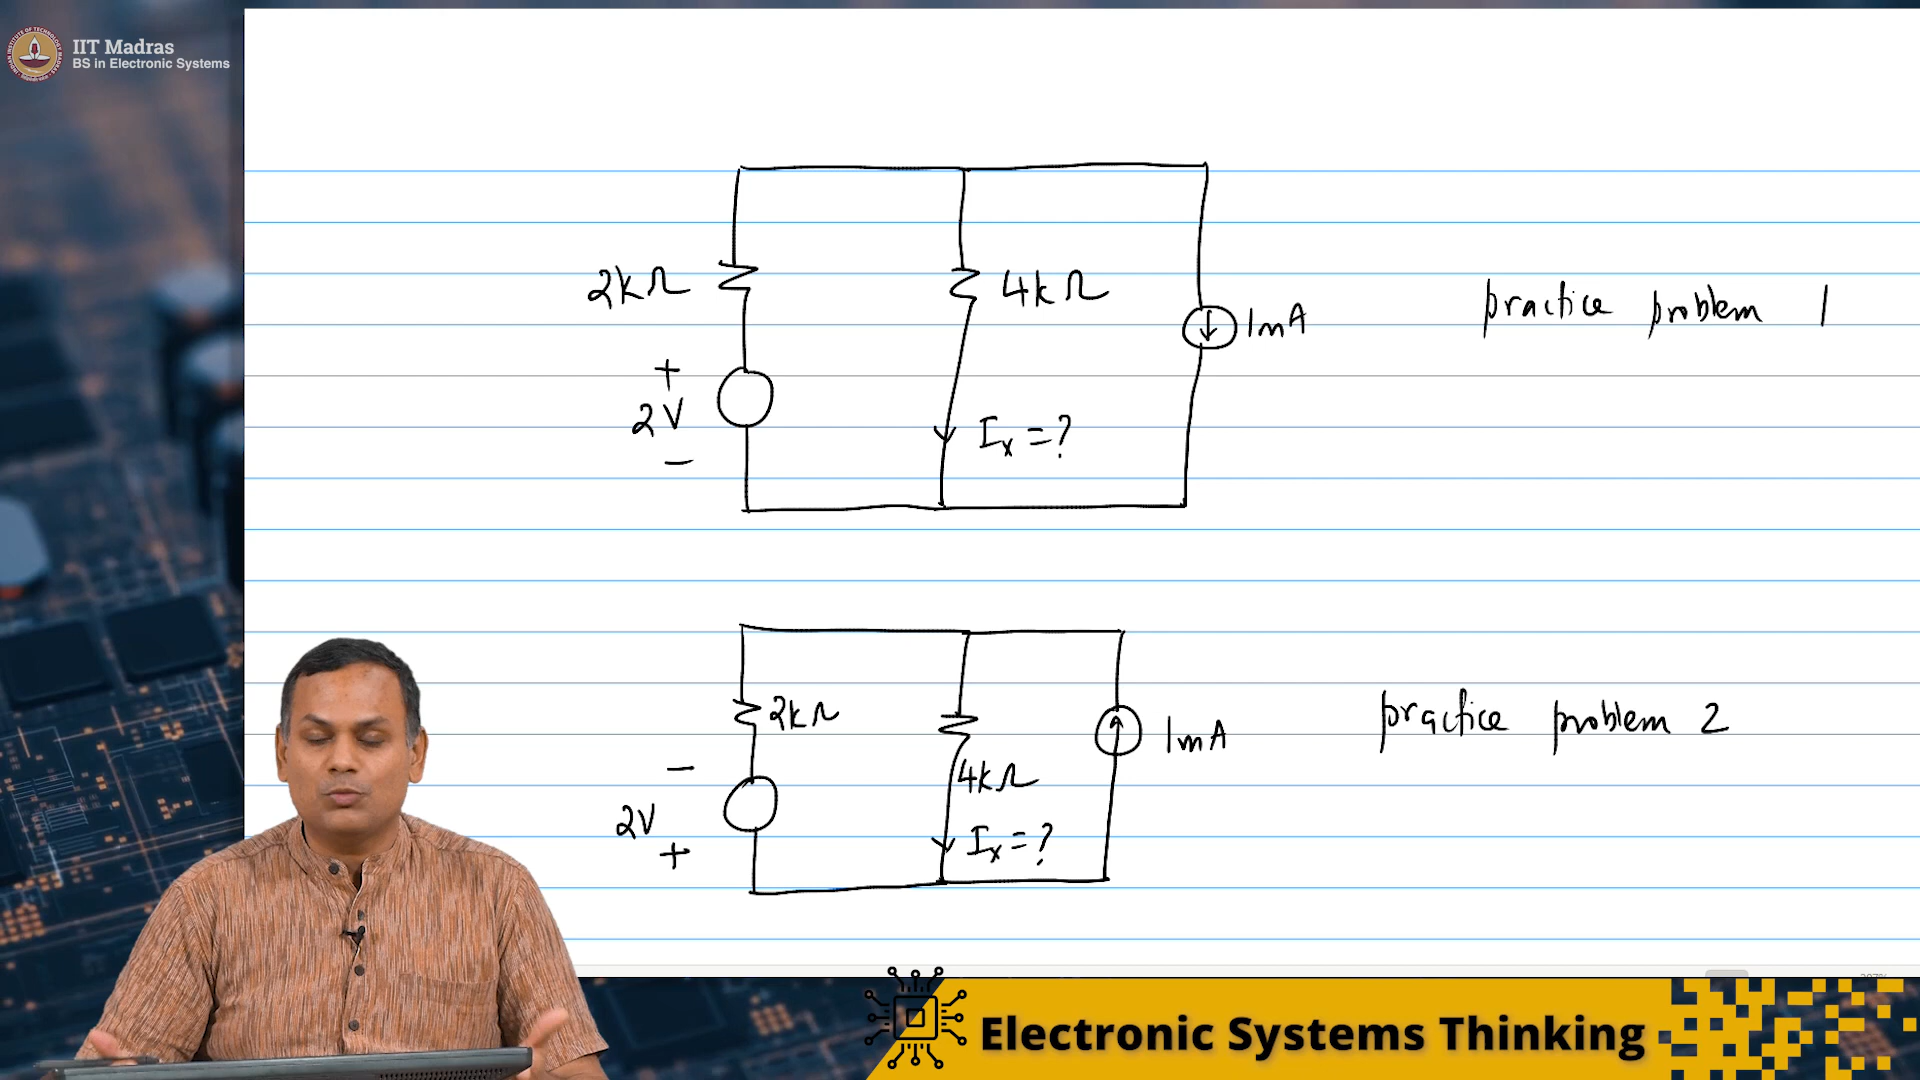 IIT Madras
BS in Electronic Systems
2kΩ
4kΩ
1mA
practice problem 1
+
2V
−
Iₓ = ?
2kΩ
1mA
practice problem 2
−
4kΩ
2V
Iₓ = ?
+
Electronic Systems Thinking